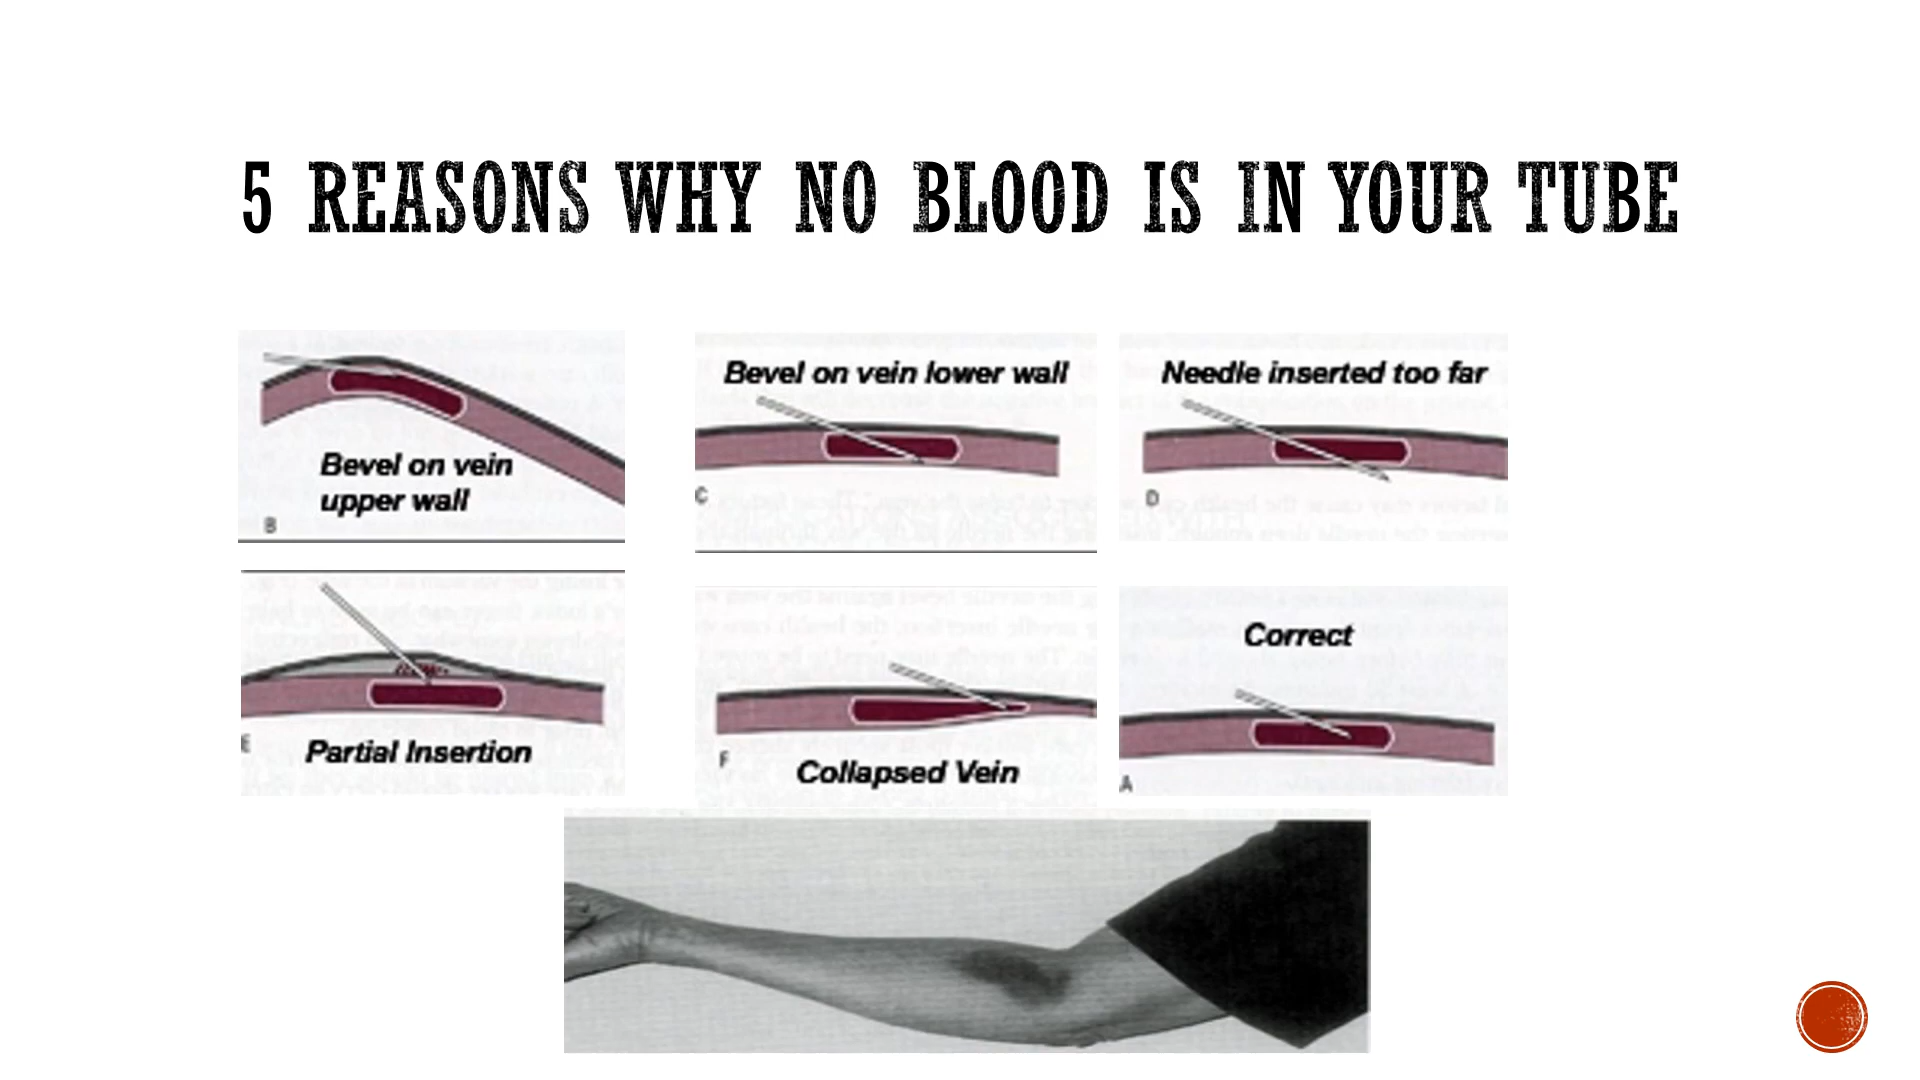 5 REASONS WHY NO BLOOD IS IN YOUR TUBE
Bevel on vein
upper wall
B
Bevel on vein lower wall
C
Needle inserted too far
D
Partial Insertion
E
Collapsed Vein
F
Correct
A